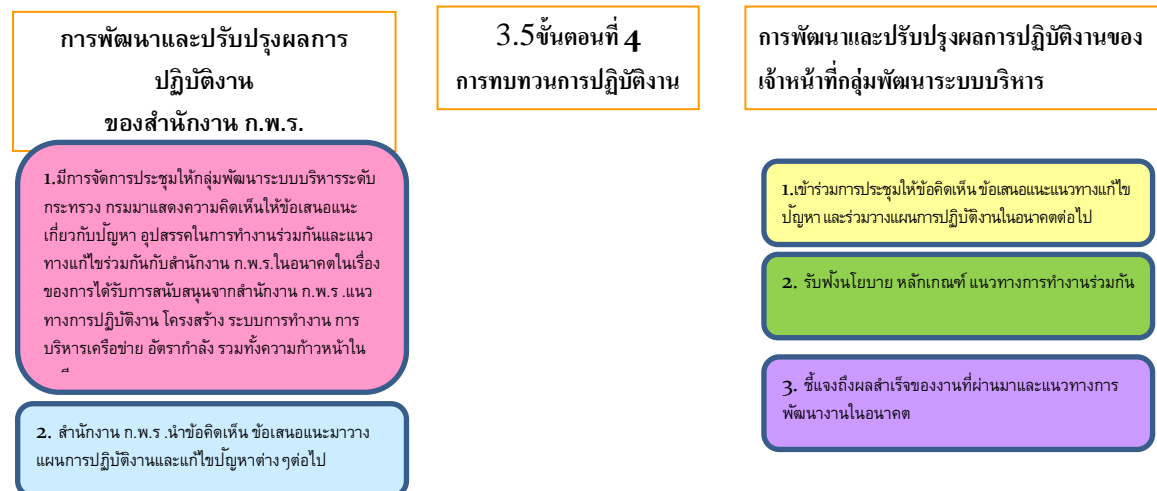 การพัฒนาและปรับปรุงผลการ
ปฏิบัติงาน
ของสำนักงาน ก.พ.ร.
1.มีการจัดการประชุมให้กลุ่มพัฒนาระบบบริหารระดับ
กระทรวง กรมมาแสดงความคิดเห็นให้ข้อเสนอแนะ
เกี่ยวกับปัญหา อุปสรรคในการทำงานร่วมกันและแนว
ทางแก้ไขร่วมกันกับสำนักงาน ก.พ.ร.ในอนาคตในเรื่อง
ของการได้รับการสนับสนุนจากสำนักงาน ก.พ.ร .แนว
ทางการปฏิบัติงาน โครงสร้าง ระบบการทำงาน การ
บริหารเครือข่าย อัตรากำลัง รวมทั้งความก้าวหน้าใน
2. สำนักงาน ก.พ.ร .นำข้อคิดเห็น ข้อเสนอแนะมาวาง
แผนการปฏิบัติงานและแก้ไขปัญหาต่าง ๆต่อไป
3.5ขั้นตอนที่ 4
การทบทวนการปฏิบัติงาน
การพัฒนาและปรับปรุงผลการปฏิบัติงานของ
เจ้าหน้าที่กลุ่มพัฒนาระบบบริหาร
1.เข้าร่วมการประชุมให้ข้อคิดเห็น ข้อเสนอแนะแนวทางแก้ไข
ปัญหา และร่วมวางแผนการปฏิบัติงานในอนาคตต่อไป
2. รับฟังนโยบาย หลักเกณฑ์ แนวทางการทำงานร่วมกัน
3. ชี้แจงถึงผลสำเร็จของงานที่ผ่านมาและแนวทางการ
พัฒนางานในอนาคต